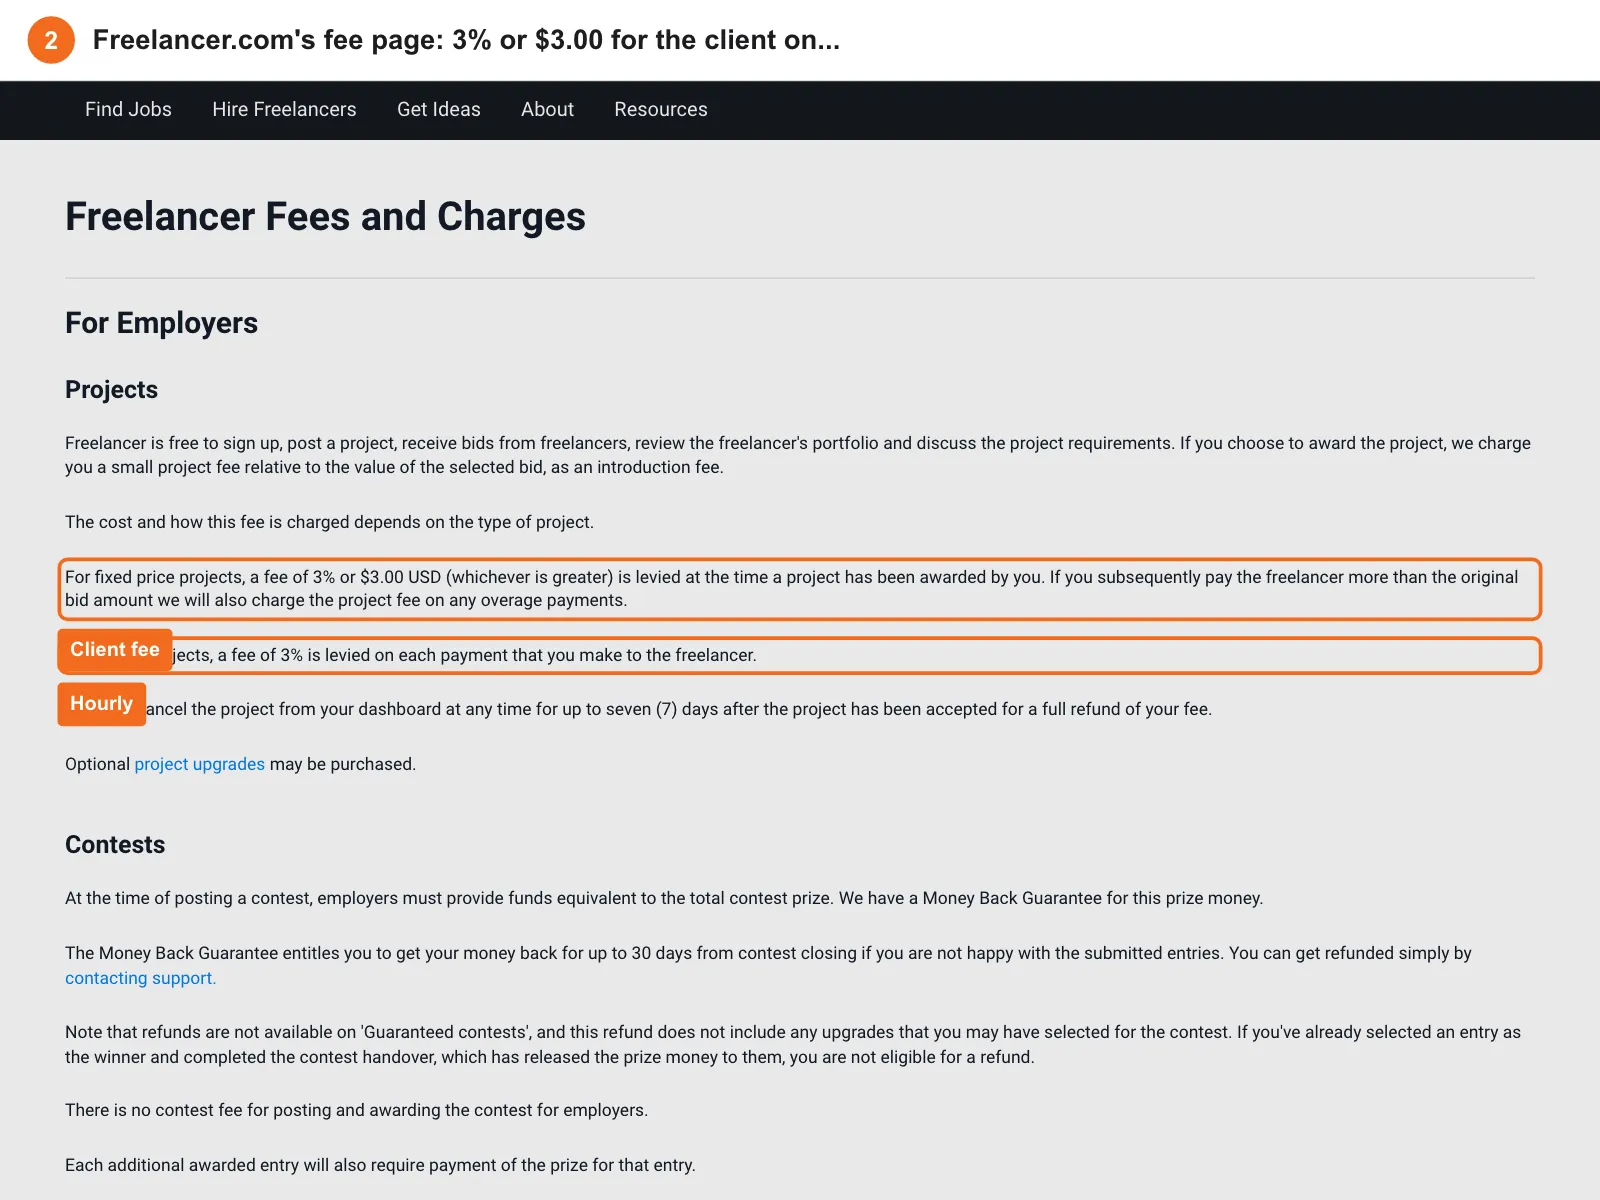 2
Freelancer.com's fee page: 3% or $3.00 for the client on...
Find Jobs
Hire Freelancers
Get Ideas
About
Resources
Freelancer Fees and Charges
For Employers
Projects
Freelancer is free to sign up, post a project, receive bids from freelancers, review the freelancer's portfolio and discuss the project requirements. If you choose to award the project, we charge
you a small project fee relative to the value of the selected bid, as an introduction fee.
The cost and how this fee is charged depends on the type of project.
For fixed price projects, a fee of 3% or $3.00 USD (whichever is greater) is levied at the time a project has been awarded by you. If you subsequently pay the freelancer more than the original
bid amount we will also charge the project fee on any overage payments.
Client fee
jects, a fee of 3% is levied on each payment that you make to the freelancer.
Hourly
ancel the project from your dashboard at any time for up to seven (7) days after the project has been accepted for a full refund of your fee.
Optional project upgrades may be purchased.
Contests
At the time of posting a contest, employers must provide funds equivalent to the total contest prize. We have a Money Back Guarantee for this prize money.
The Money Back Guarantee entitles you to get your money back for up to 30 days from contest closing if you are not happy with the submitted entries. You can get refunded simply by
contacting support.
Note that refunds are not available on 'Guaranteed contests', and this refund does not include any upgrades that you may have selected for the contest. If you've already selected an entry as
the winner and completed the contest handover, which has released the prize money to them, you are not eligible for a refund.
There is no contest fee for posting and awarding the contest for employers.
Each additional awarded entry will also require payment of the prize for that entry.